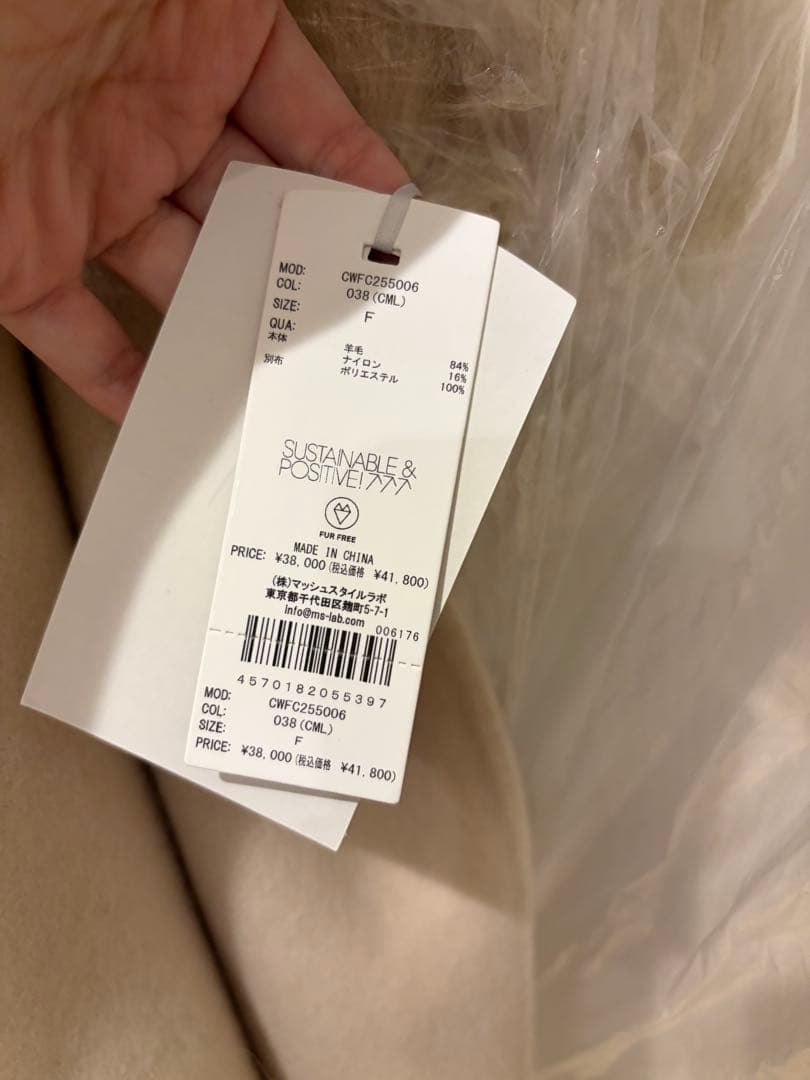 MOD: CWFC255006
COL: 038(CML)
SIZE: F
QUA:
本体 羊毛 84%
ナイロン 16%
別布 ポリエステル 100%
SUSTAINABLE &
POSITIVE!
FUR FREE
MADE IN CHINA
PRICE: ¥38,000(税込価格 ¥41,800)
(株)マッシュスタイルラボ
東京都千代田区麹町5-7-1
info@ms-lab.com
006176
4570182055397
MOD: CWFC255006
COL: 038(CML)
SIZE: F
PRICE: ¥38,000(税込価格 ¥41,800)